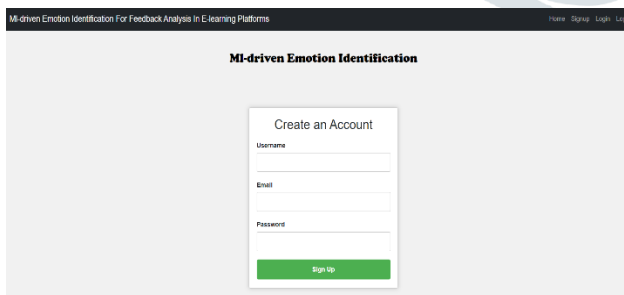 Ml-driven Emotion Identification For Feedback Analysis In E-learning Platforms
Home Signup Login
Ml-driven Emotion Identification
Create an Account
Username
Email
Password
Sign Up